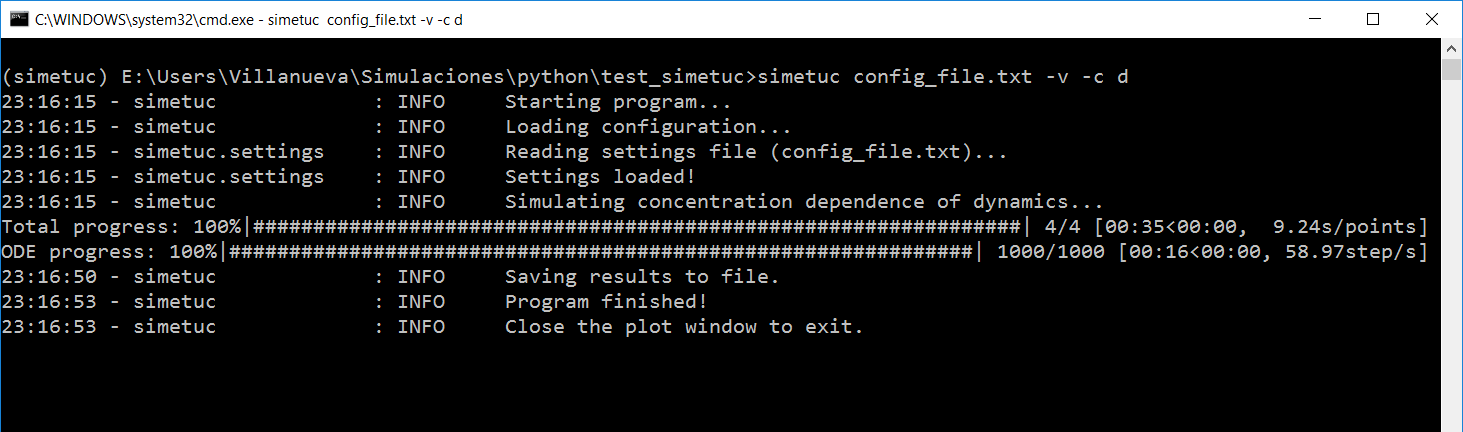 C:\WINDOWS\system32\cmd.exe - simetuc  config_file.txt -v -c d
(simetuc) E:\Users\Villanueva\Simulaciones\python\test_simetuc>simetuc config_file.txt -v -c d
23:16:15 - simetuc             : INFO     Starting program...
23:16:15 - simetuc             : INFO     Loading configuration...
23:16:15 - simetuc.settings    : INFO     Reading settings file (config_file.txt)...
23:16:15 - simetuc.settings    : INFO     Settings loaded!
23:16:15 - simetuc             : INFO     Simulating concentration dependence of dynamics...
Total progress: 100%|################################################################| 4/4 [00:35<00:00,  9.24s/points]
ODE progress: 100%|##############################################################| 1000/1000 [00:16<00:00, 58.97step/s]
23:16:50 - simetuc             : INFO     Saving results to file.
23:16:53 - simetuc             : INFO     Program finished!
23:16:53 - simetuc             : INFO     Close the plot window to exit.